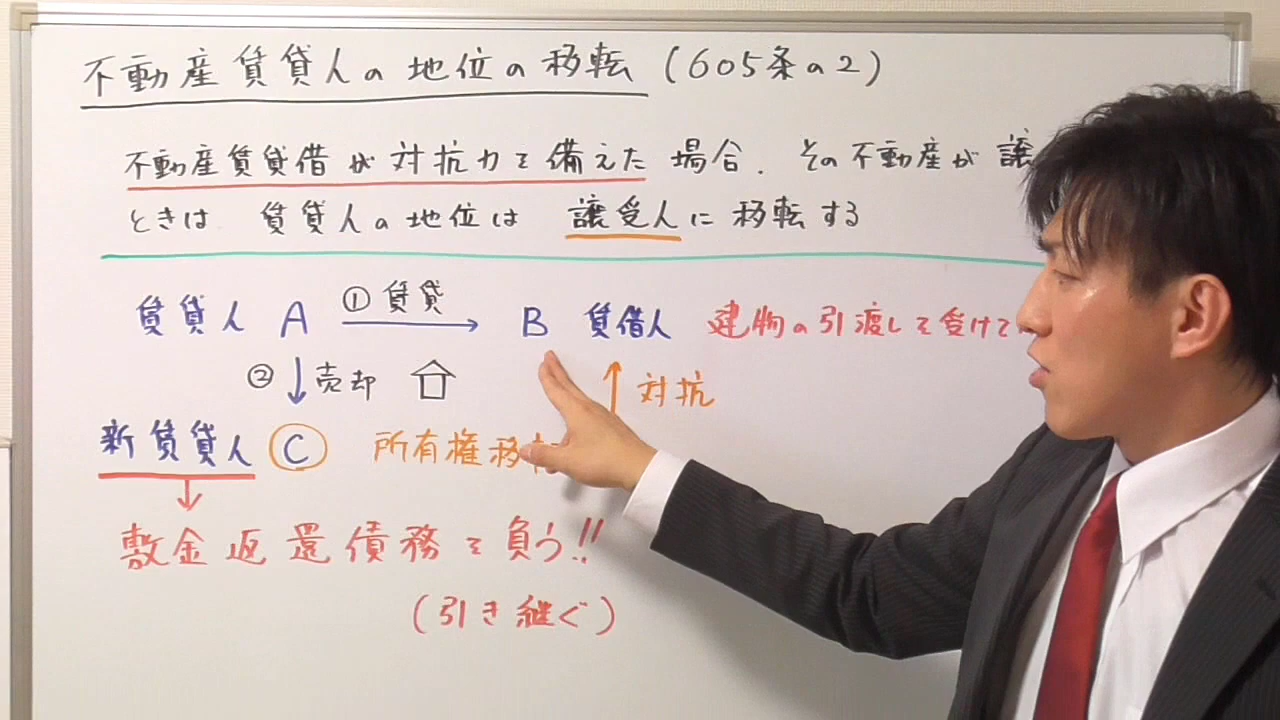 不動産賃貸人の地位の移転(605条の2)
不動産賃貸借が対抗力を備えた場合、その不動産が譲
ときは 賃貸人の地位は 譲受人に移転する
賃貸人 A ①賃貸 B 賃借人 建物の引渡しを受けて
②売却 対抗
新賃貸人 C 所有権移転
敷金返還債務を負う!!
(引き継ぐ)